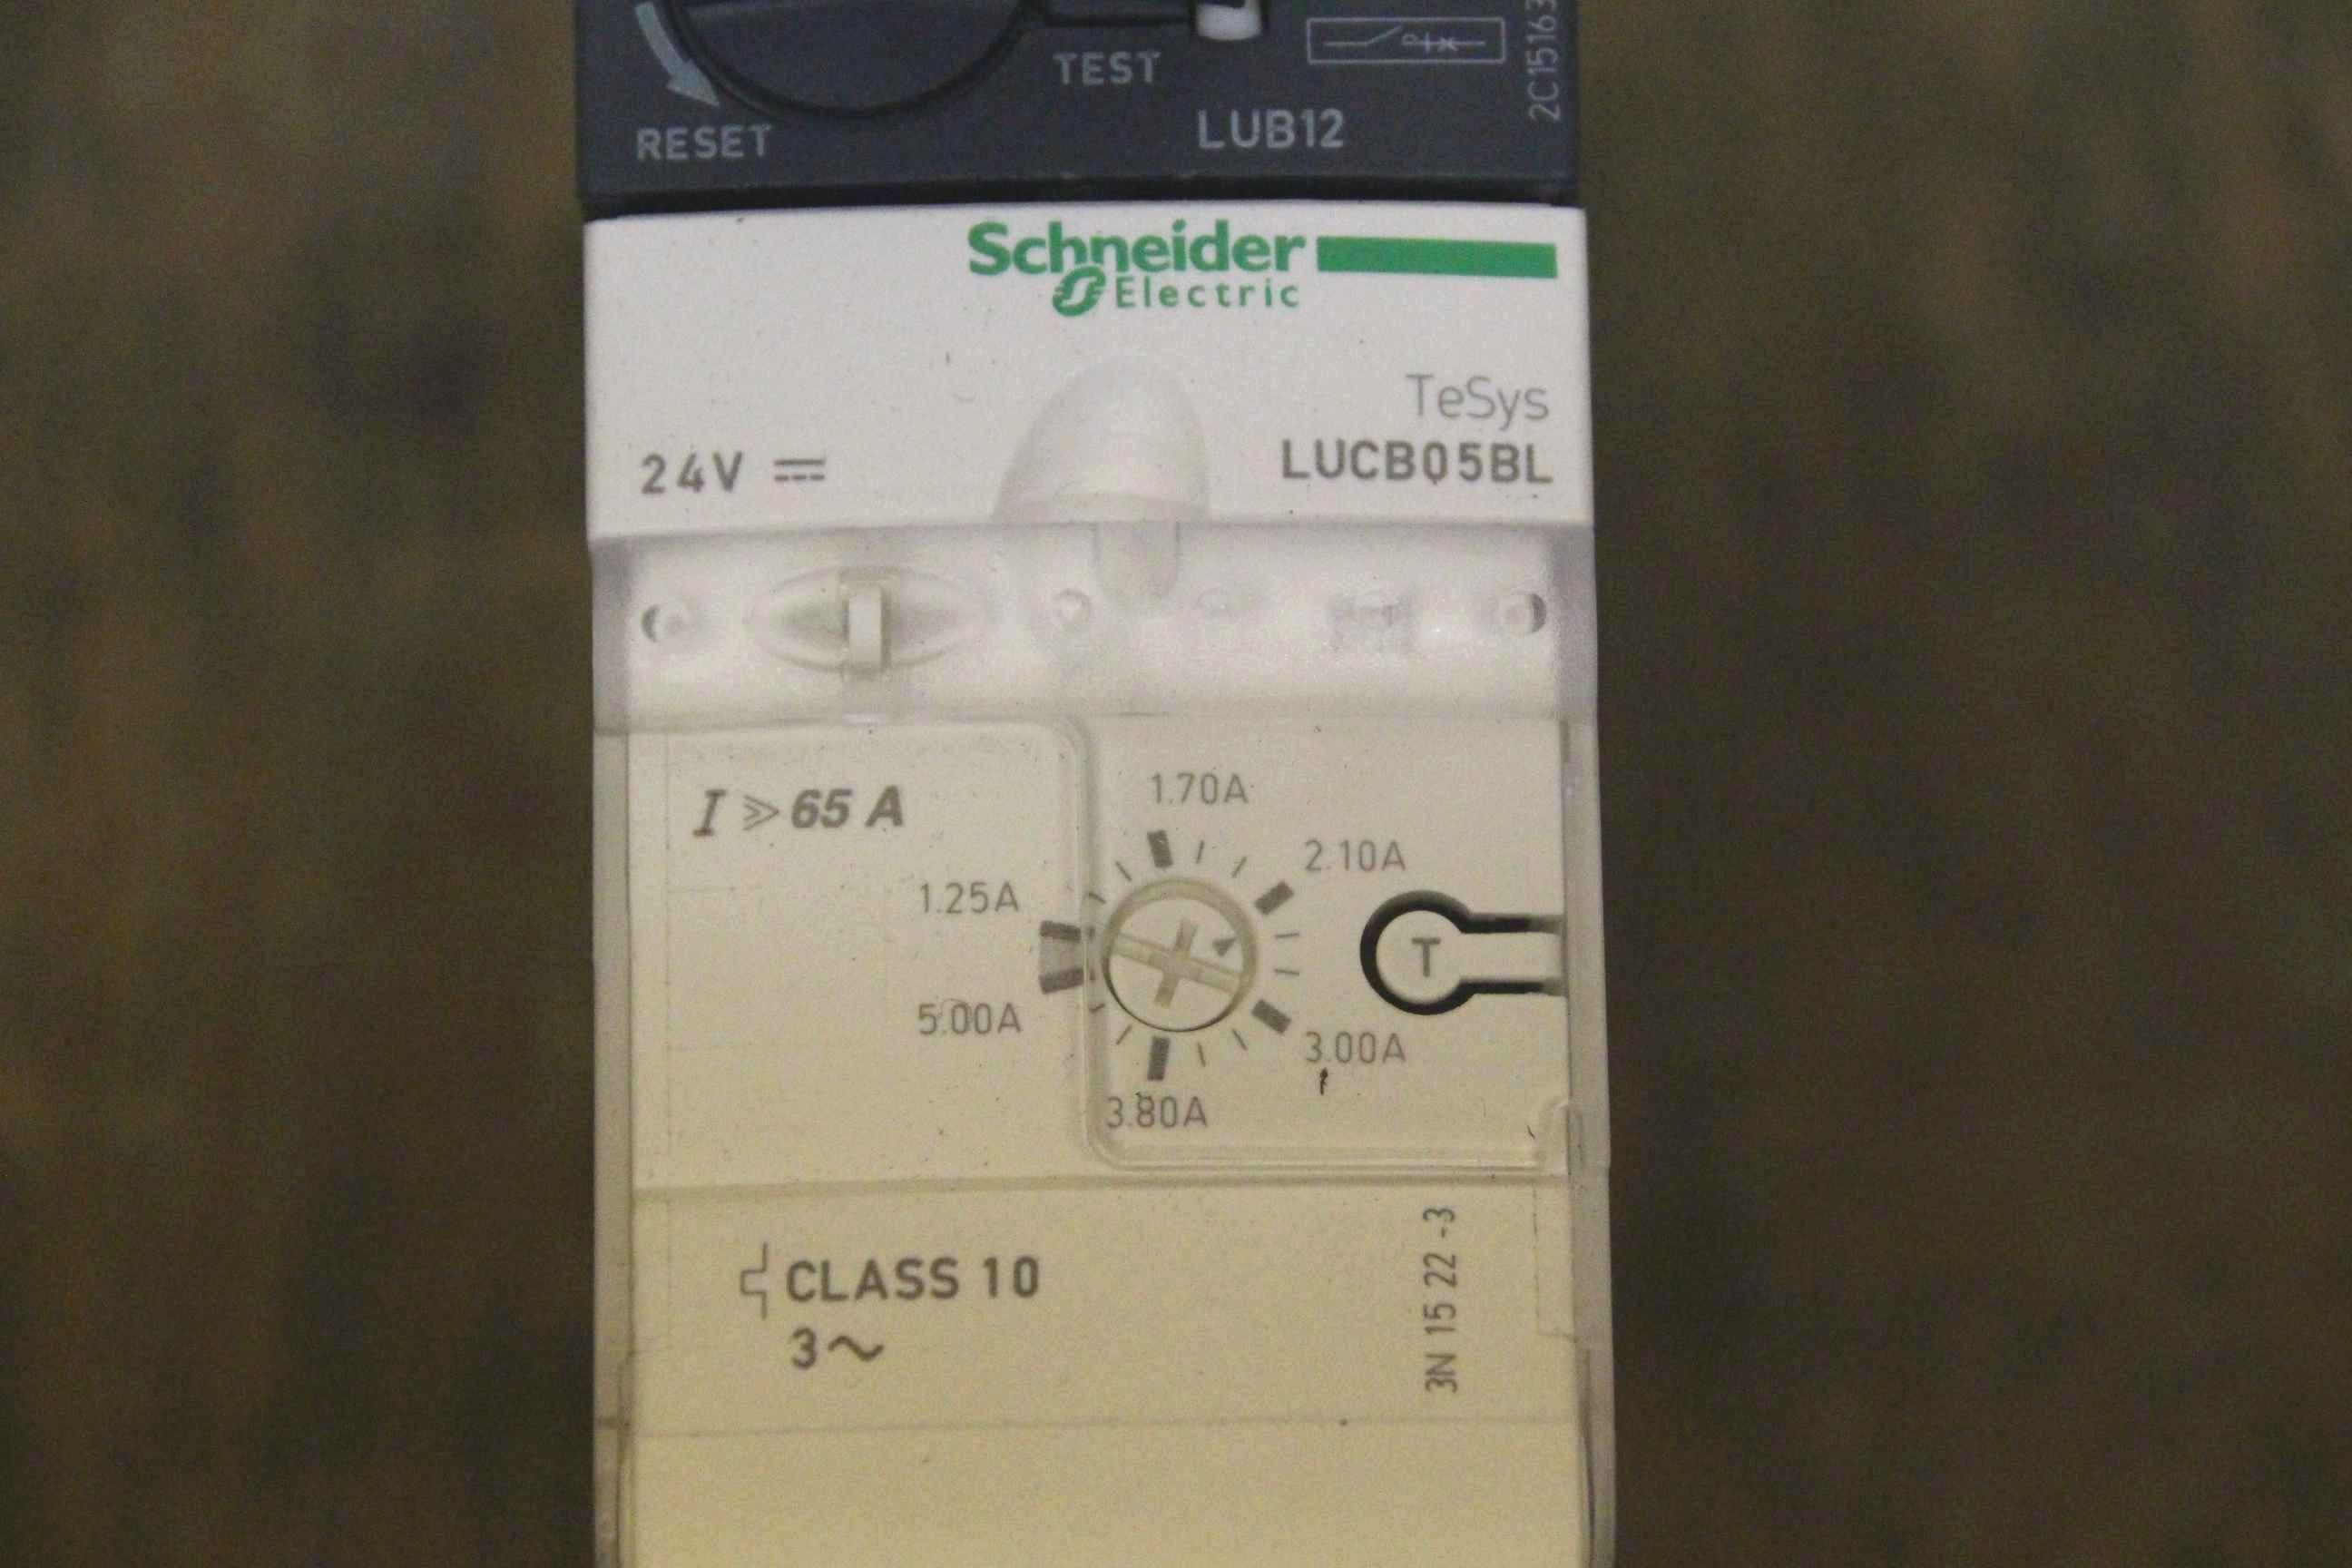 TEST
RESET
LUB12
2C15163
Schneider
Electric
TeSys
24V
LUCB05BL
I ≫ 65 A
1.70A
2.10A
1.25A
T
5.00A
3.00A
3.80A
CLASS 10
3~
3N 15 22 -3